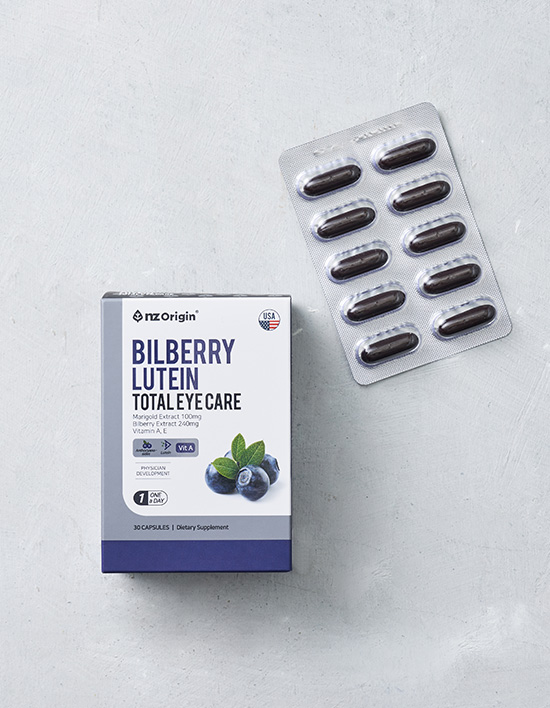 nzOrigin®
USA
BILBERRY
LUTEIN
TOTAL EYE CARE
Marigold Extract 100mg
Bilberry Extract 240mg
Vitamin A, E
Lutein
Vit A
PHYSICIAN
DEVELOPMENT
1 ONE
a DAY
30 CAPSULES | Dietary Supplement